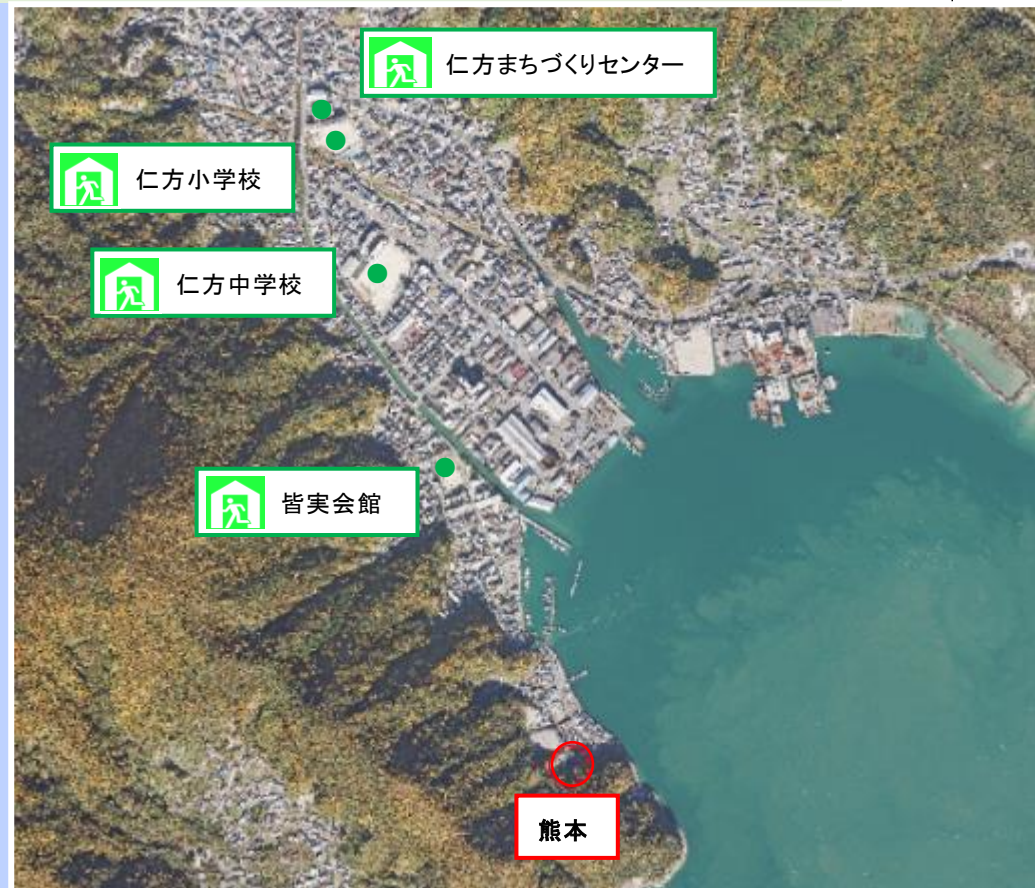 仁方まちづくりセンター
仁方小学校
仁方中学校
皆実会館
熊本